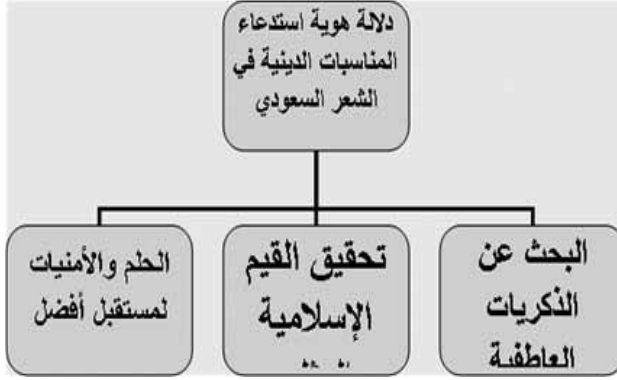 دلالة هوية استدعاء
المناسبات الدينية في
الشعر السعودي
البحث عن
الذكريات
العاطفية
تحقيق القيم
الإسلامية
الحلم والأمنيات
لمستقبل أفضل